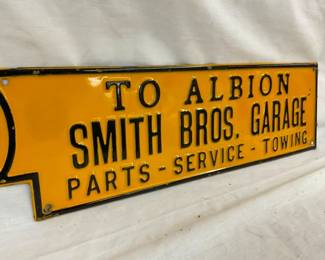 TO ALBION
SMITH BROS. GARAGE
PARTS - SERVICE - TOWING